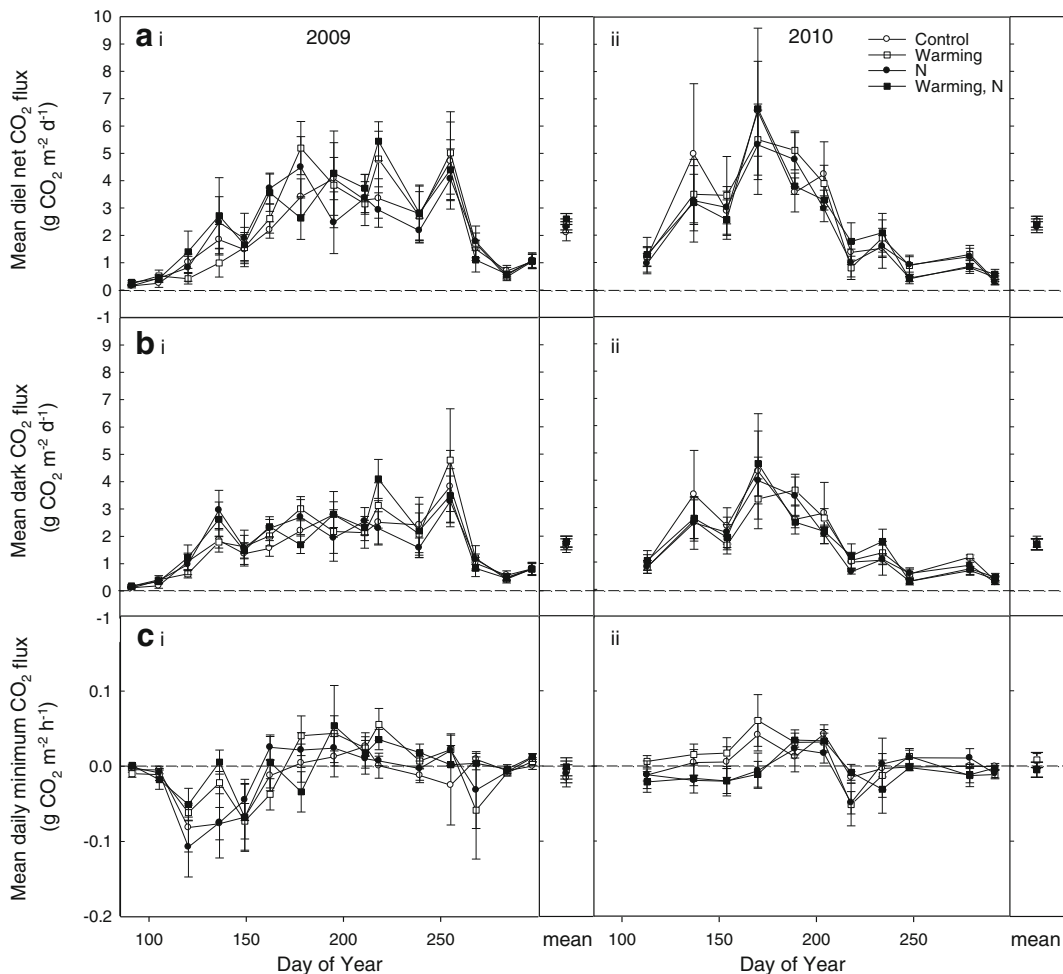 a i
2009
ii
2010
Control
Warming
N
Warming, N
Mean diel net CO2 flux
(g CO2 m-2 d-1)
10
9
8
7
6
5
4
3
2
1
0
-1
b i
ii
Mean dark CO2 flux
(g CO2 m-2 d-1)
9
8
7
6
5
4
3
2
1
0
-1
c i
ii
Mean daily minimum CO2 flux
(g CO2 m-2 h-1)
0.1
0.0
-0.1
-0.2
100
150
200
250
mean
100
150
200
250
mean
Day of Year
Day of Year